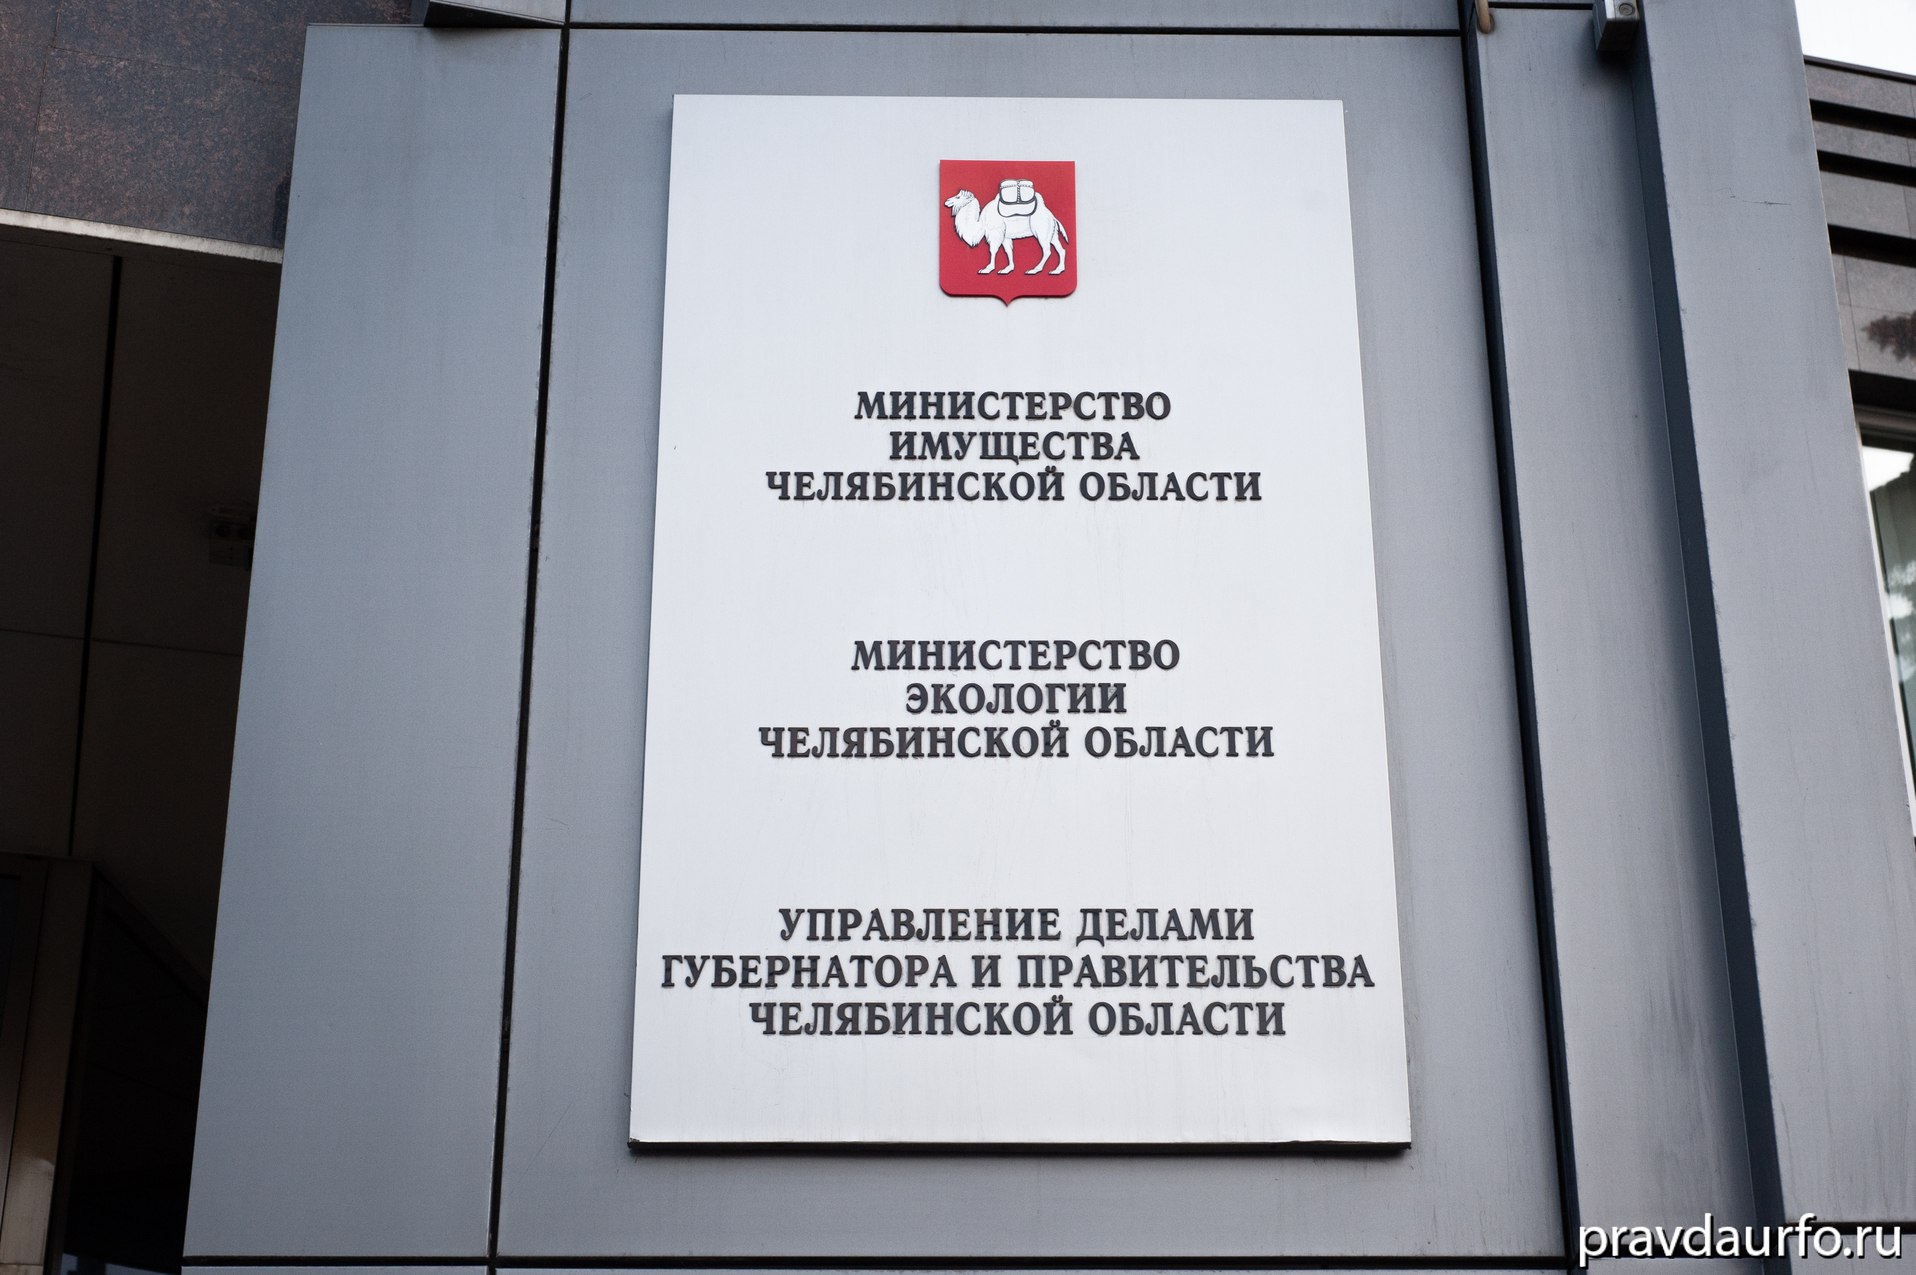 МИНИСТЕРСТВО
ИМУЩЕСТВА
ЧЕЛЯБИНСКОЙ ОБЛАСТИ
МИНИСТЕРСТВО
ЭКОЛОГИИ
ЧЕЛЯБИНСКОЙ ОБЛАСТИ
УПРАВЛЕНИЕ ДЕЛАМИ
ГУБЕРНАТОРА И ПРАВИТЕЛЬСТВА
ЧЕЛЯБИНСКОЙ ОБЛАСТИ
pravdaurfo.ru